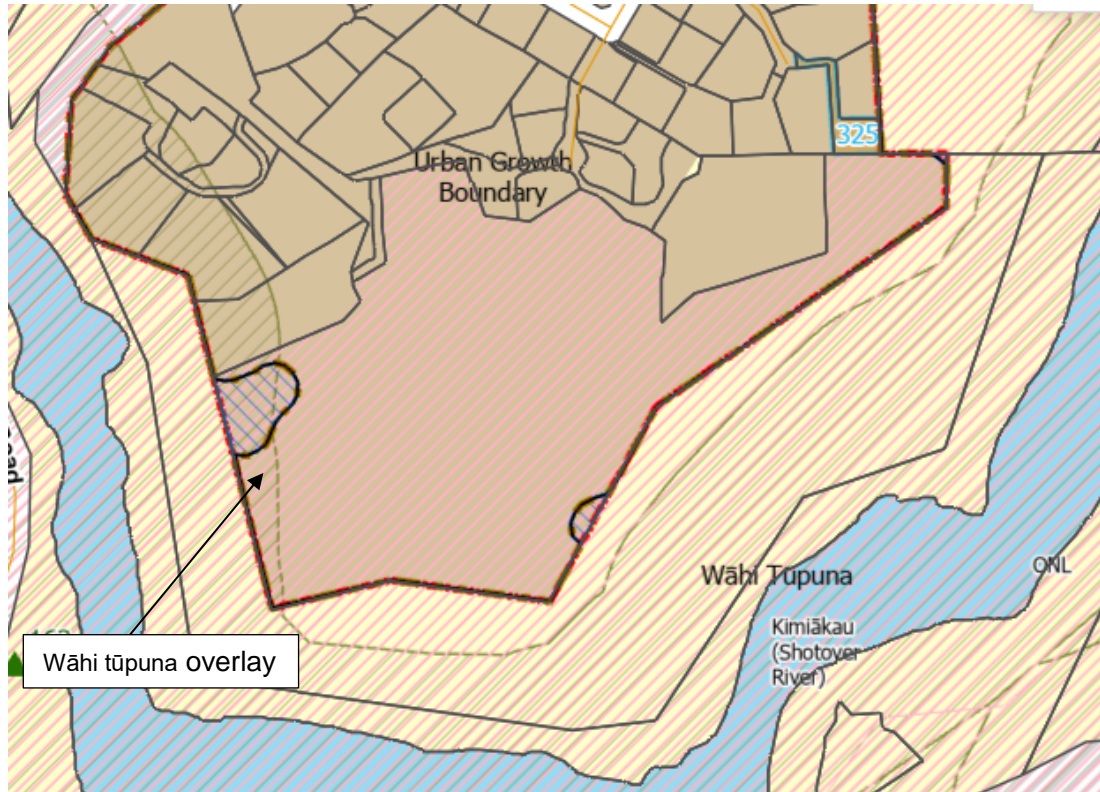 325
Urban Growth
Boundary
Wāhi Tūpuna
ONL
Kimiākau
(Shotover
River)
Wāhi tūpuna overlay